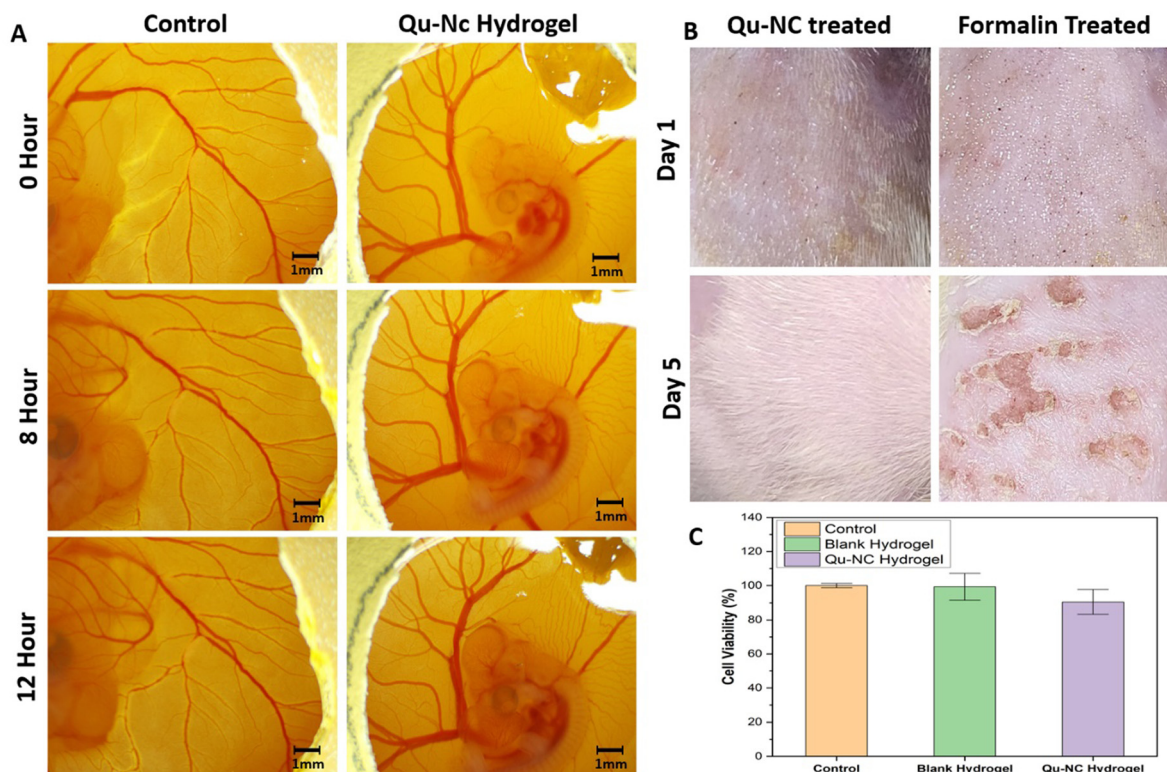 A
Control
Qu-Nc Hydrogel
0 Hour
1mm
1mm
8 Hour
1mm
1mm
12 Hour
1mm
1mm
B
Qu-NC treated
Formalin Treated
Day 1
Day 5
C
Control
Blank Hydrogel
Qu-NC Hydrogel
Cell Viability (%)
140
120
100
80
60
40
20
0
Control
Blank Hydrogel
Qu-NC Hydrogel